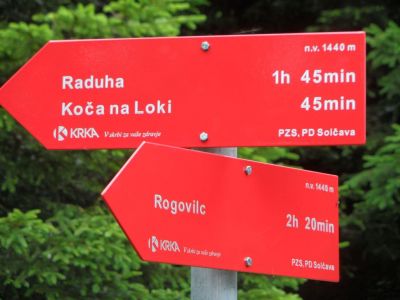 n.v. 1440 m
Raduha 1h 45min
Koča na Loki 45min
KRKA V skrbi za vaše zdravje PZS, PD Solčava
n.v. 1440 m
Rogovilc 2h 20min
KRKA V skrbi za vaše zdravje PZS, PD Solčava